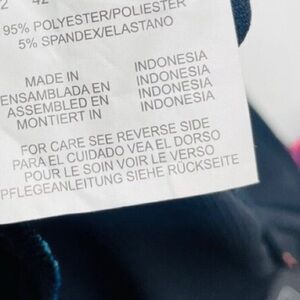 2 42
95% POLYESTER/POLIESTER
5% SPANDEX/ELASTANO
MADE IN INDONESIA
ENSAMBLADA EN INDONESIA
ASSEMBLED EN INDONESIA
MONTIERT IN INDONESIA
FOR CARE SEE REVERSE SIDE
PARA EL CUIDADO VEA EL DORSO
POUR LE SOIN VOIR LE VERSO
PFLEGEANLEITUNG SIEHE RÜCKSEITE